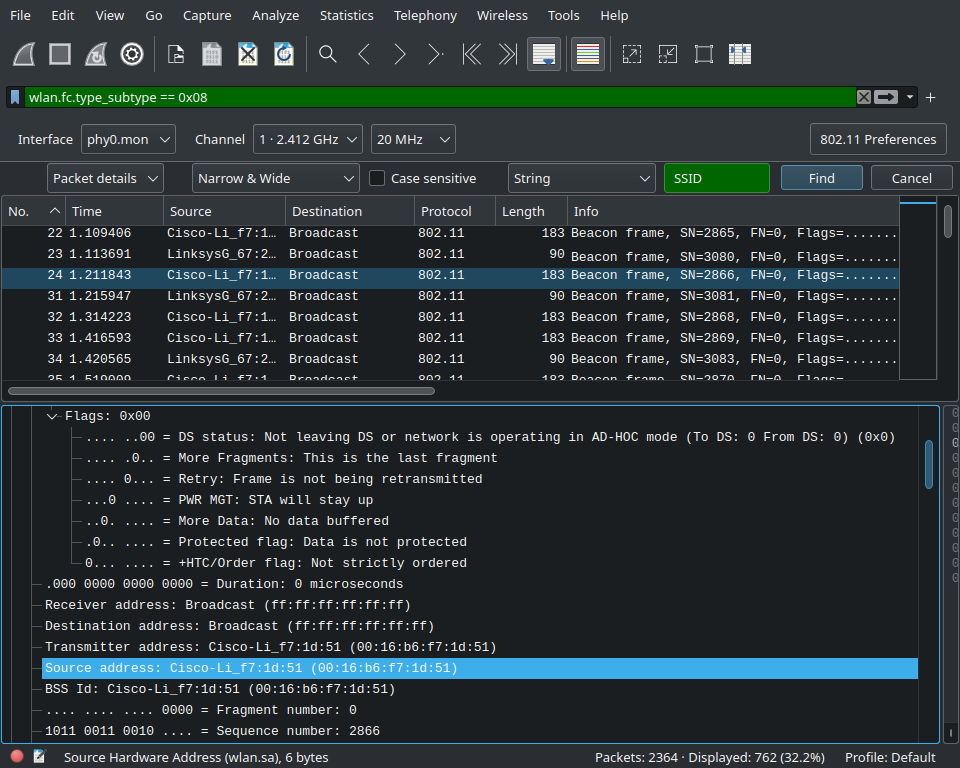 File Edit View Go Capture Analyze Statistics Telephony Wireless Tools Help
wlan.fc.type_subtype == 0x08
Interface phy0.mon Channel 1 · 2.412 GHz 20 MHz 802.11 Preferences
Packet details Narrow & Wide Case sensitive String SSID Find Cancel
No. Time Source Destination Protocol Length Info
22 1.109406 Cisco-Li_f7:1… Broadcast 802.11 183 Beacon frame, SN=2865, FN=0, Flags=.......
23 1.113691 LinksysG_67:2… Broadcast 802.11 90 Beacon frame, SN=3080, FN=0, Flags=.......
24 1.211843 Cisco-Li_f7:1… Broadcast 802.11 183 Beacon frame, SN=2866, FN=0, Flags=.......
31 1.215947 LinksysG_67:2… Broadcast 802.11 90 Beacon frame, SN=3081, FN=0, Flags=.......
32 1.314223 Cisco-Li_f7:1… Broadcast 802.11 183 Beacon frame, SN=2868, FN=0, Flags=.......
33 1.416593 Cisco-Li_f7:1… Broadcast 802.11 183 Beacon frame, SN=2869, FN=0, Flags=.......
34 1.420565 LinksysG_67:2… Broadcast 802.11 90 Beacon frame, SN=3083, FN=0, Flags=.......
35 1.519009 Cisco-Li_f7:1… Broadcast 802.11 183 Beacon frame, SN=2870, FN=0, Flags=
Flags: 0x00
.... ..00 = DS status: Not leaving DS or network is operating in AD-HOC mode (To DS: 0 From DS: 0) (0x0)
.... .0.. = More Fragments: This is the last fragment
.... 0... = Retry: Frame is not being retransmitted
...0 .... = PWR MGT: STA will stay up
..0. .... = More Data: No data buffered
.0.. .... = Protected flag: Data is not protected
0... .... = +HTC/Order flag: Not strictly ordered
.000 0000 0000 0000 = Duration: 0 microseconds
Receiver address: Broadcast (ff:ff:ff:ff:ff:ff)
Destination address: Broadcast (ff:ff:ff:ff:ff:ff)
Transmitter address: Cisco-Li_f7:1d:51 (00:16:b6:f7:1d:51)
Source address: Cisco-Li_f7:1d:51 (00:16:b6:f7:1d:51)
BSS Id: Cisco-Li_f7:1d:51 (00:16:b6:f7:1d:51)
.... .... .... 0000 = Fragment number: 0
1011 0011 0010 .... = Sequence number: 2866
Source Hardware Address (wlan.sa), 6 bytes Packets: 2364 · Displayed: 762 (32.2%) Profile: Default